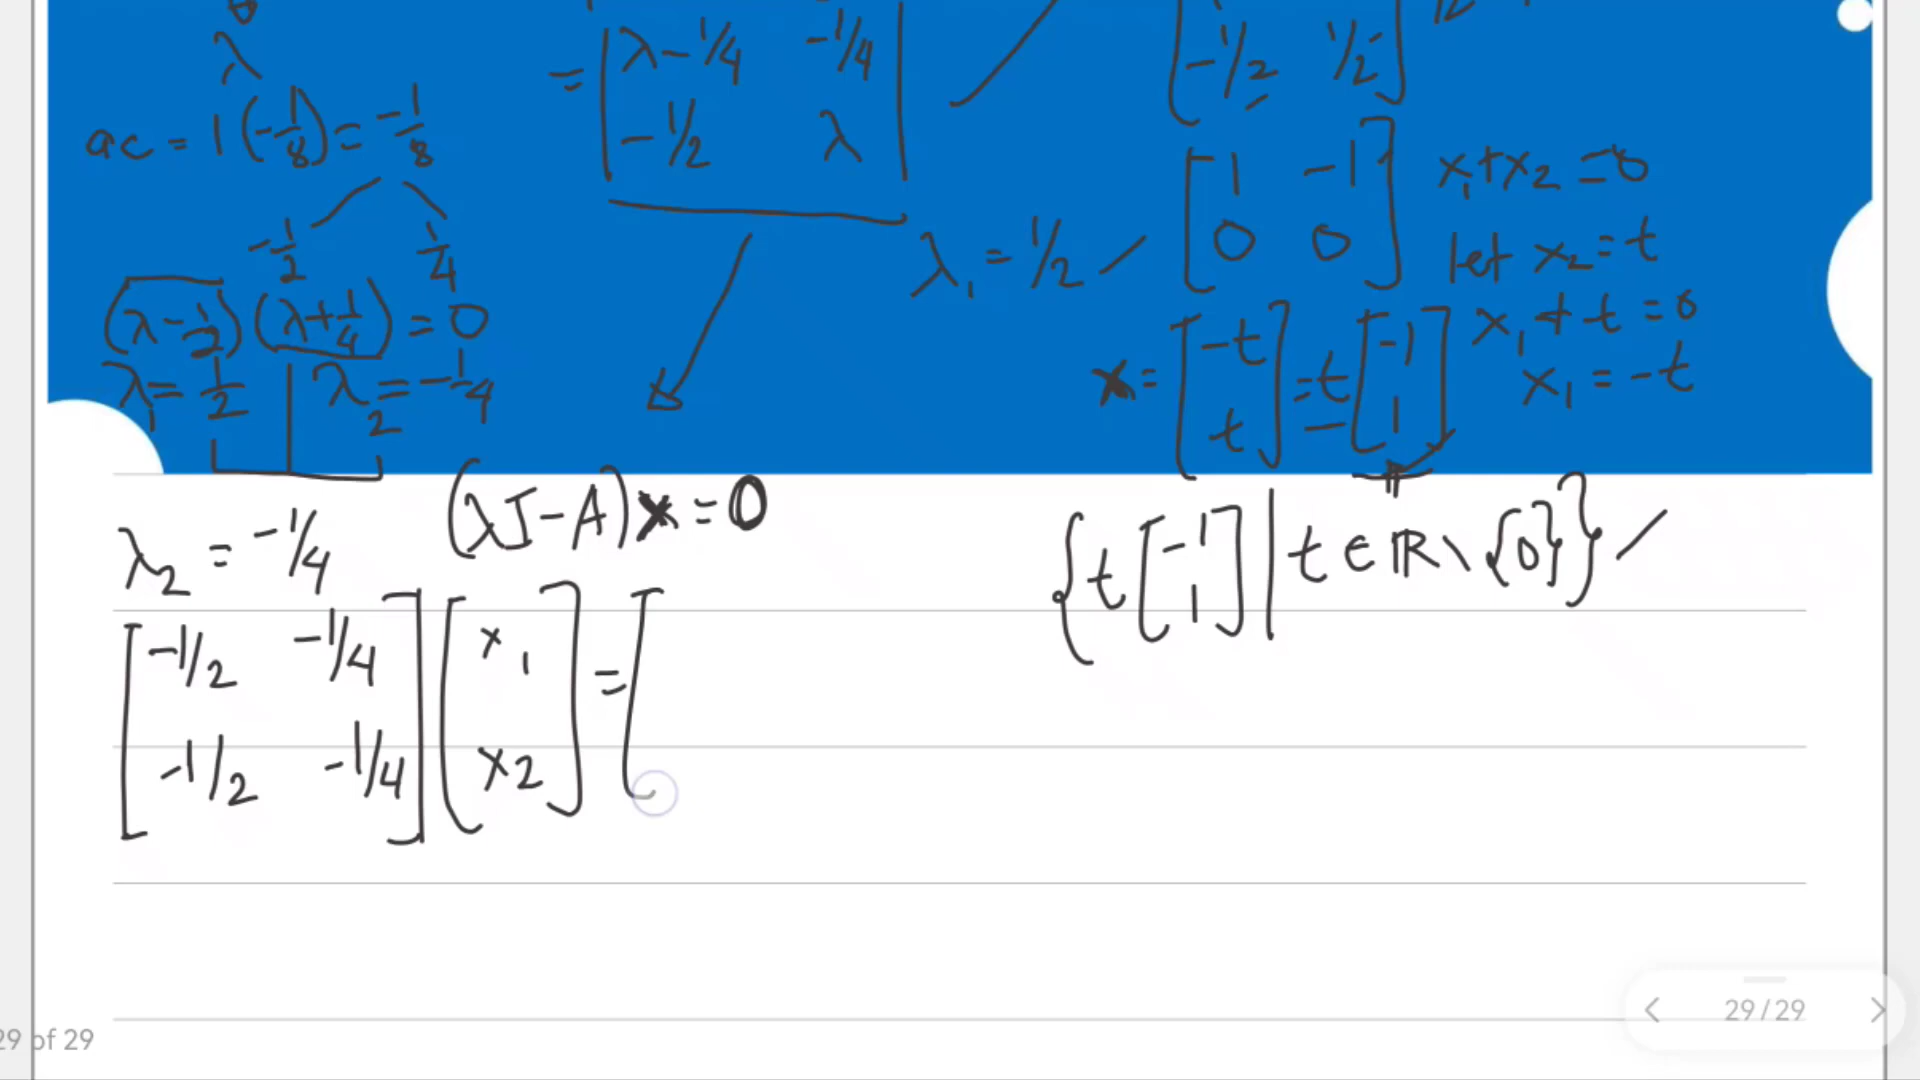 λ
ac = 1(-1/8) = -1/8
-1/2 1/4
(λ-1/2)(λ+1/4) = 0
λ₁ = 1/2 | λ₂ = -1/4
= | λ-1/4 -1/4 |
| -1/2 λ |
λ₁ = 1/2
-1/2 1/2 ]
[ 1 -1 ]
[ 0 0 ]
x₁+x₂ = 0
let x₂ = t
x₁ + t = 0
x₁ = -t
x = [ -t ] = t [ -1 ]
[ t ] [ 1 ]
λ₂ = -1/4 (λI-A)x = 0
[ -1/2 -1/4 ] [ x₁ ] = [
[ -1/2 -1/4 ] [ x2 ]
{ t [ -1 ] | t ∈ ℝ \ {0} }
[ 1 ]
29/29
29 of 29